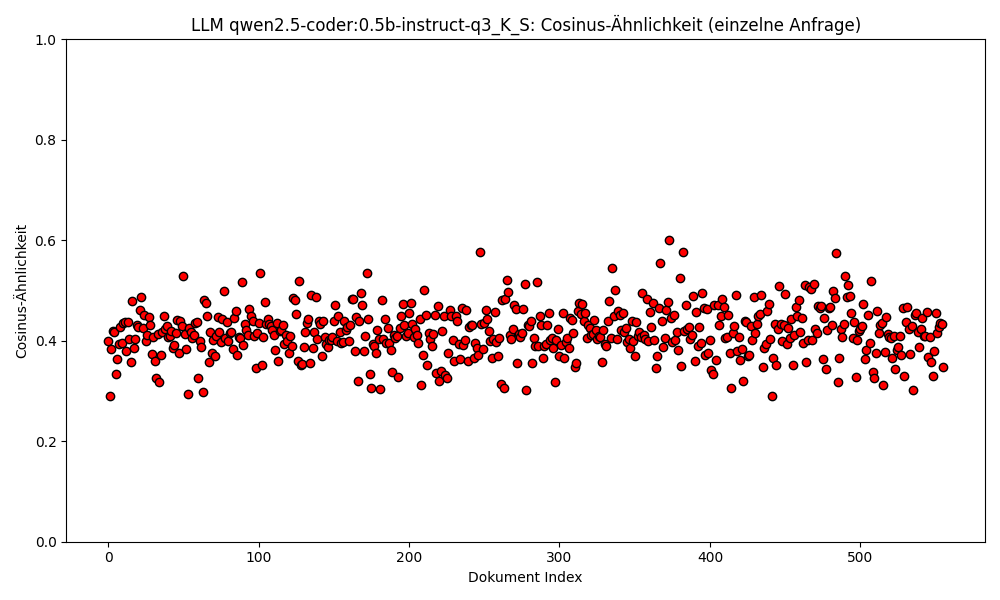 LLM qwen2.5-coder:0.5b-instruct-q3_K_S: Cosinus-Ähnlichkeit (einzelne Anfrage)
1.0
0.8
0.6
0.4
0.2
0.0
Cosinus-Ähnlichkeit
0 100 200 300 400 500
Dokument Index